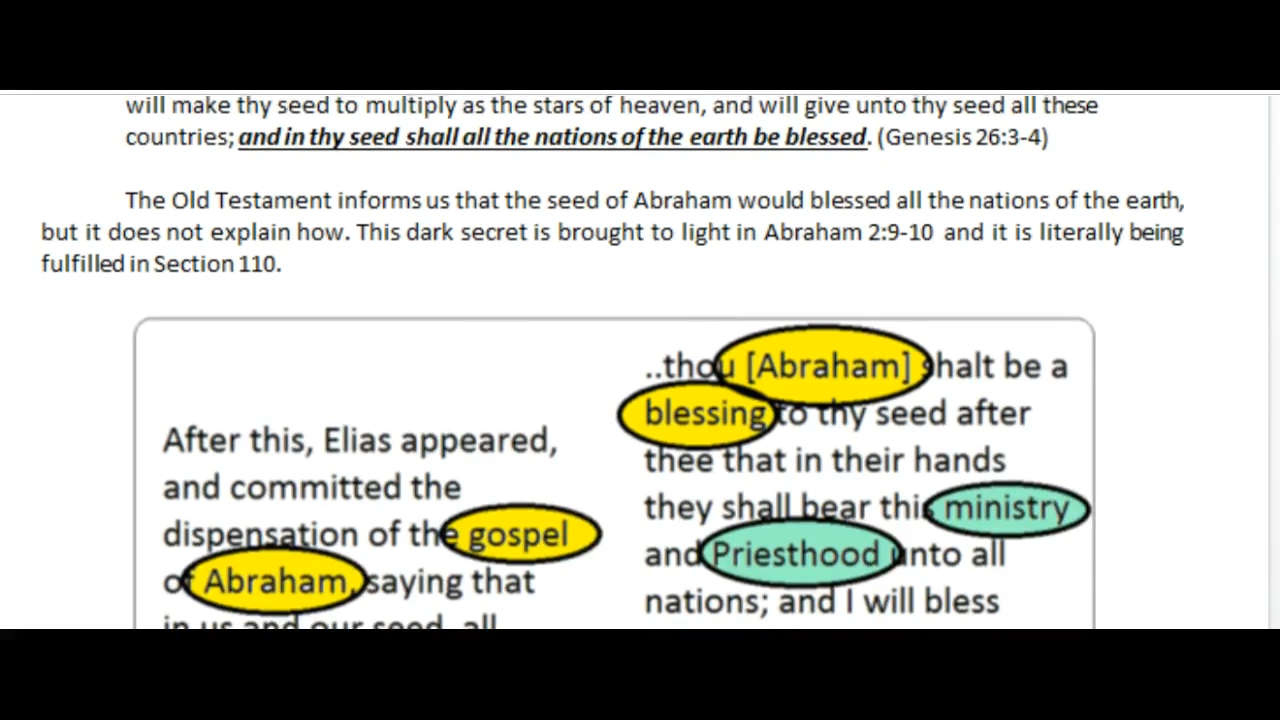 will make thy seed to multiply as the stars of heaven, and will give unto thy seed all these
countries; and in thy seed shall all the nations of the earth be blessed. (Genesis 26:3-4)
The Old Testament informs us that the seed of Abraham would blessed all the nations of the earth,
but it does not explain how. This dark secret is brought to light in Abraham 2:9-10 and it is literally being
fulfilled in Section 110.
After this, Elias appeared,
and committed the
dispensation of the gospel
of Abraham, saying that
in us and our seed, all
..thou [Abraham] shalt be a
blessing to thy seed after
thee that in their hands
they shall bear this ministry
and Priesthood unto all
nations; and I will bless